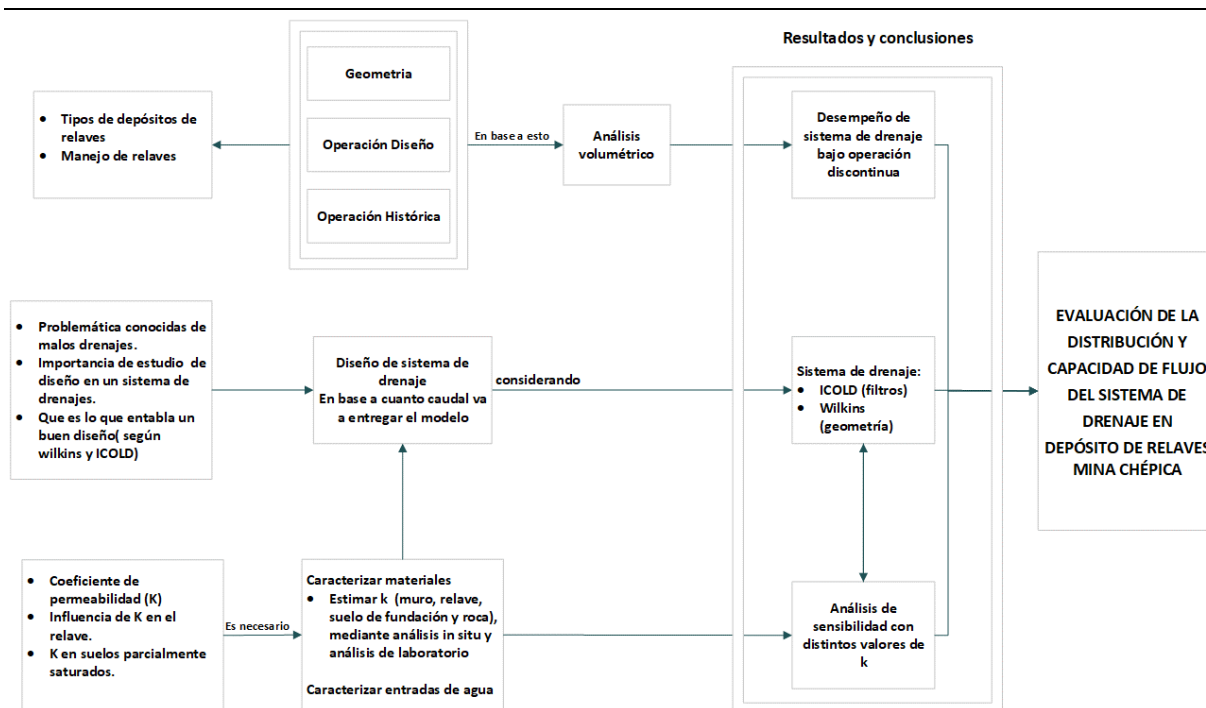 Resultados y conclusiones
Geometria
Operación Diseño
Operación Histórica
• Tipos de depósitos de
relaves
• Manejo de relaves
En base a esto
Análisis
volumétrico
Desempeño de
sistema de drenaje
bajo operación
discontinua
• Problemática conocidas de
malos drenajes.
• Importancia de estudio de
diseño en un sistema de
drenajes.
• Que es lo que entabla un
buen diseño( según
wilkins y ICOLD)
Diseño de sistema de
drenaje
En base a cuanto caudal va
a entregar el modelo
considerando
Sistema de drenaje:
• ICOLD (filtros)
• Wilkins
(geometría)
EVALUACIÓN DE LA
DISTRIBUCIÓN Y
CAPACIDAD DE FLUJO
DEL SISTEMA DE
DRENAJE EN
DEPÓSITO DE RELAVES
MINA CHÉPICA
• Coeficiente de
permeabilidad (K)
• Influencia de K en el
relave.
• K en suelos parcialmente
saturados.
Es necesario
Caracterizar materiales
• Estimar k (muro, relave,
suelo de fundación y roca),
mediante análisis in situ y
análisis de laboratorio
Caracterizar entradas de agua
Análisis de
sensibilidad con
distintos valores de
k